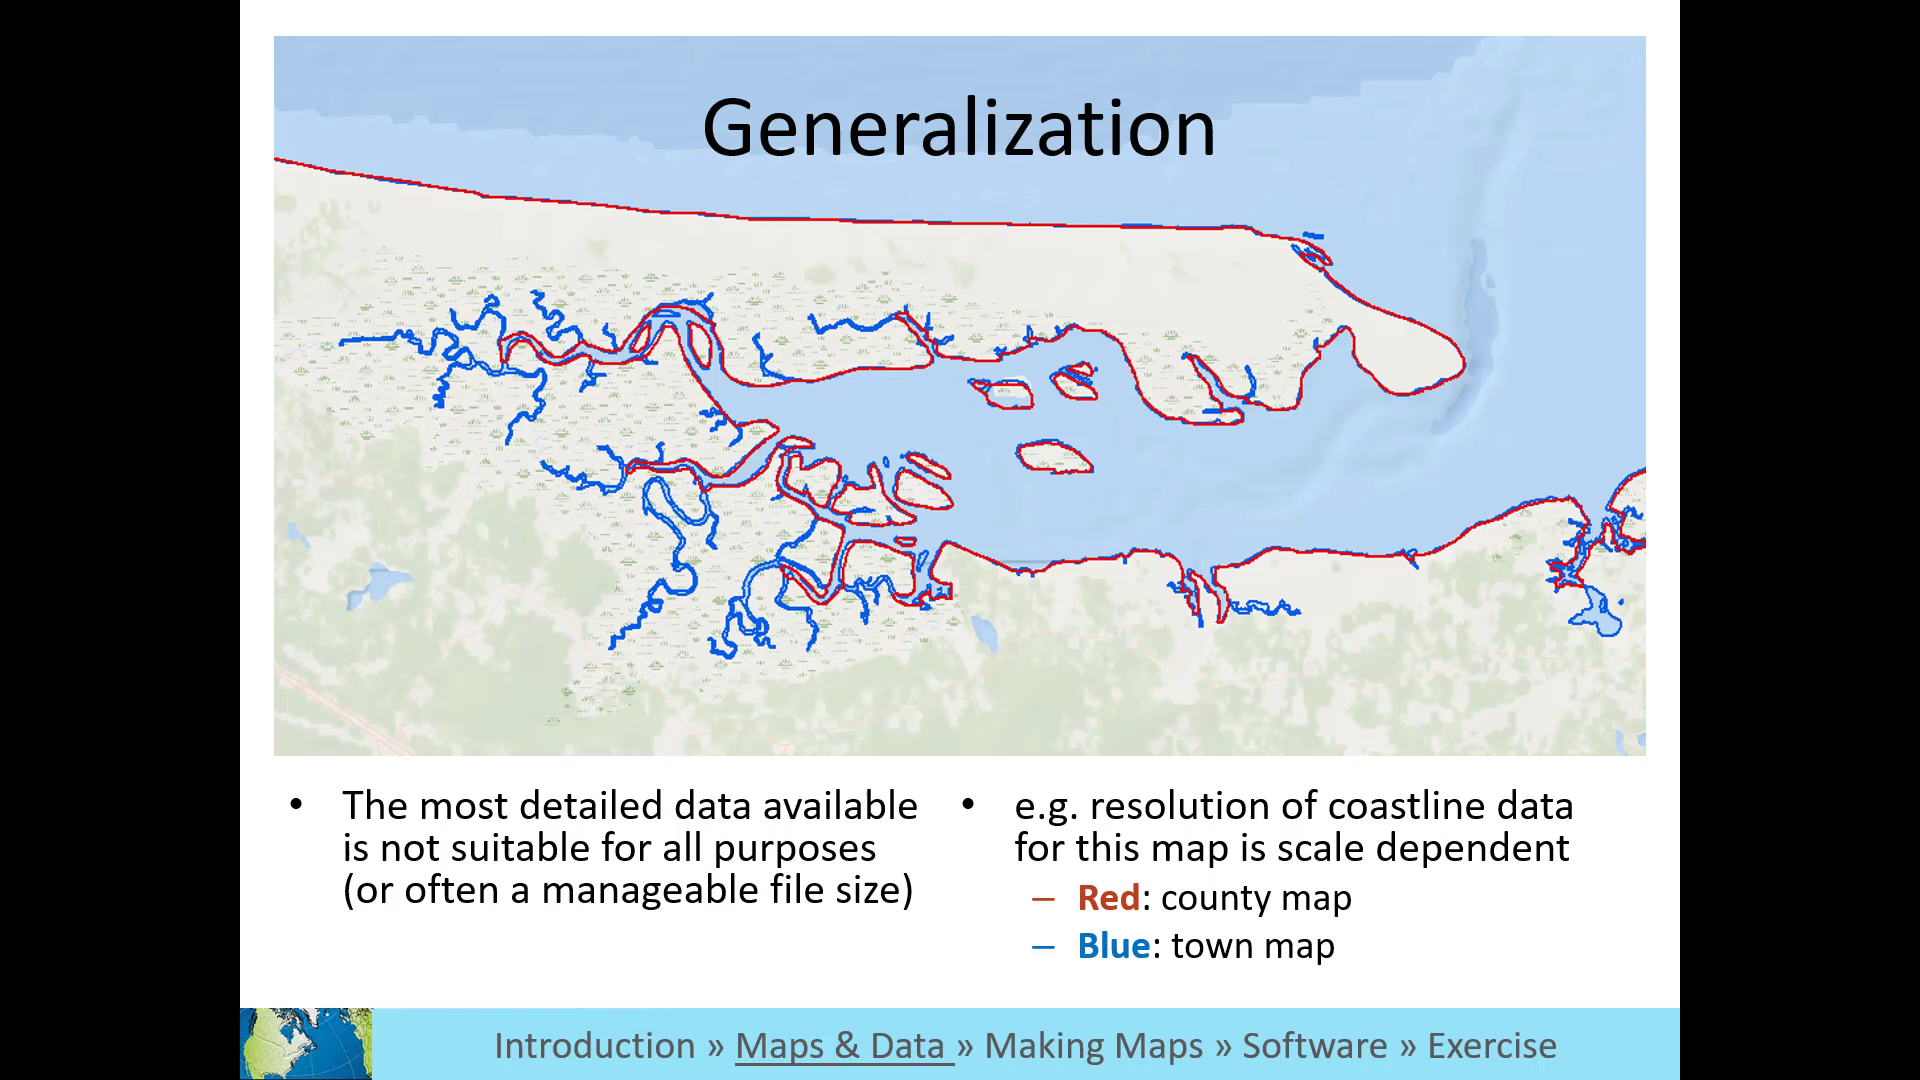 Generalization
• The most detailed data available
is not suitable for all purposes
(or often a manageable file size)
• e.g. resolution of coastline data
for this map is scale dependent
– Red: county map
– Blue: town map
Introduction » Maps & Data » Making Maps » Software » Exercise